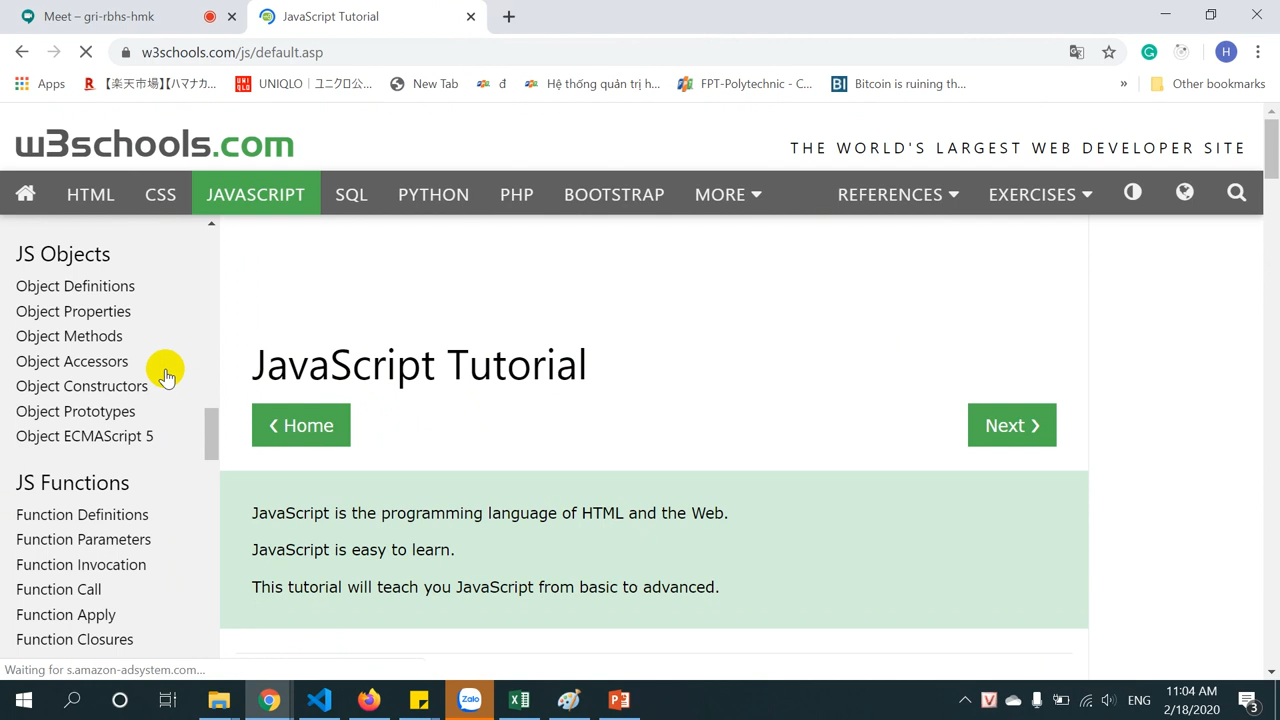 Meet – gri-rbhs-hmk
JavaScript Tutorial
w3schools.com/js/default.asp
Apps
【楽天市場】【ハマナカ...
UNIQLO｜ユニクロ公...
New Tab
đ
Hệ thống quản trị h...
FPT-Polytechnic - C...
BI
Bitcoin is ruining th...
»
Other bookmarks
H
w3schools.com
THE WORLD'S LARGEST WEB DEVELOPER SITE
HTML CSS JAVASCRIPT SQL PYTHON PHP BOOTSTRAP MORE REFERENCES EXERCISES
JS Objects
Object Definitions
Object Properties
Object Methods
Object Accessors
Object Constructors
Object Prototypes
Object ECMAScript 5
JS Functions
Function Definitions
Function Parameters
Function Invocation
Function Call
Function Apply
Function Closures
JavaScript Tutorial
❮ Home
Next ❯
JavaScript is the programming language of HTML and the Web.
JavaScript is easy to learn.
This tutorial will teach you JavaScript from basic to advanced.
Waiting for s.amazon-adsystem.com...
Zalo
ENG
11:04 AM
2/18/2020
3